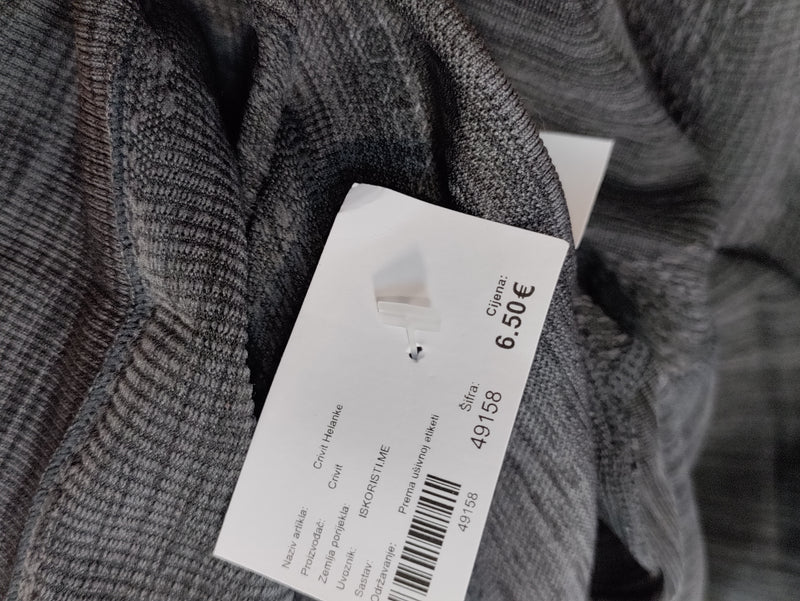 Naziv artikla: Crivit Helanke
Proizvođač: Crivit
Zemlja porijekla:
Uvoznik: ISKORISTI.ME
Sastav:
Održavanje: Prema ušivnoj etiketi
49158
Šifra:
49158
Cijena:
6.50€